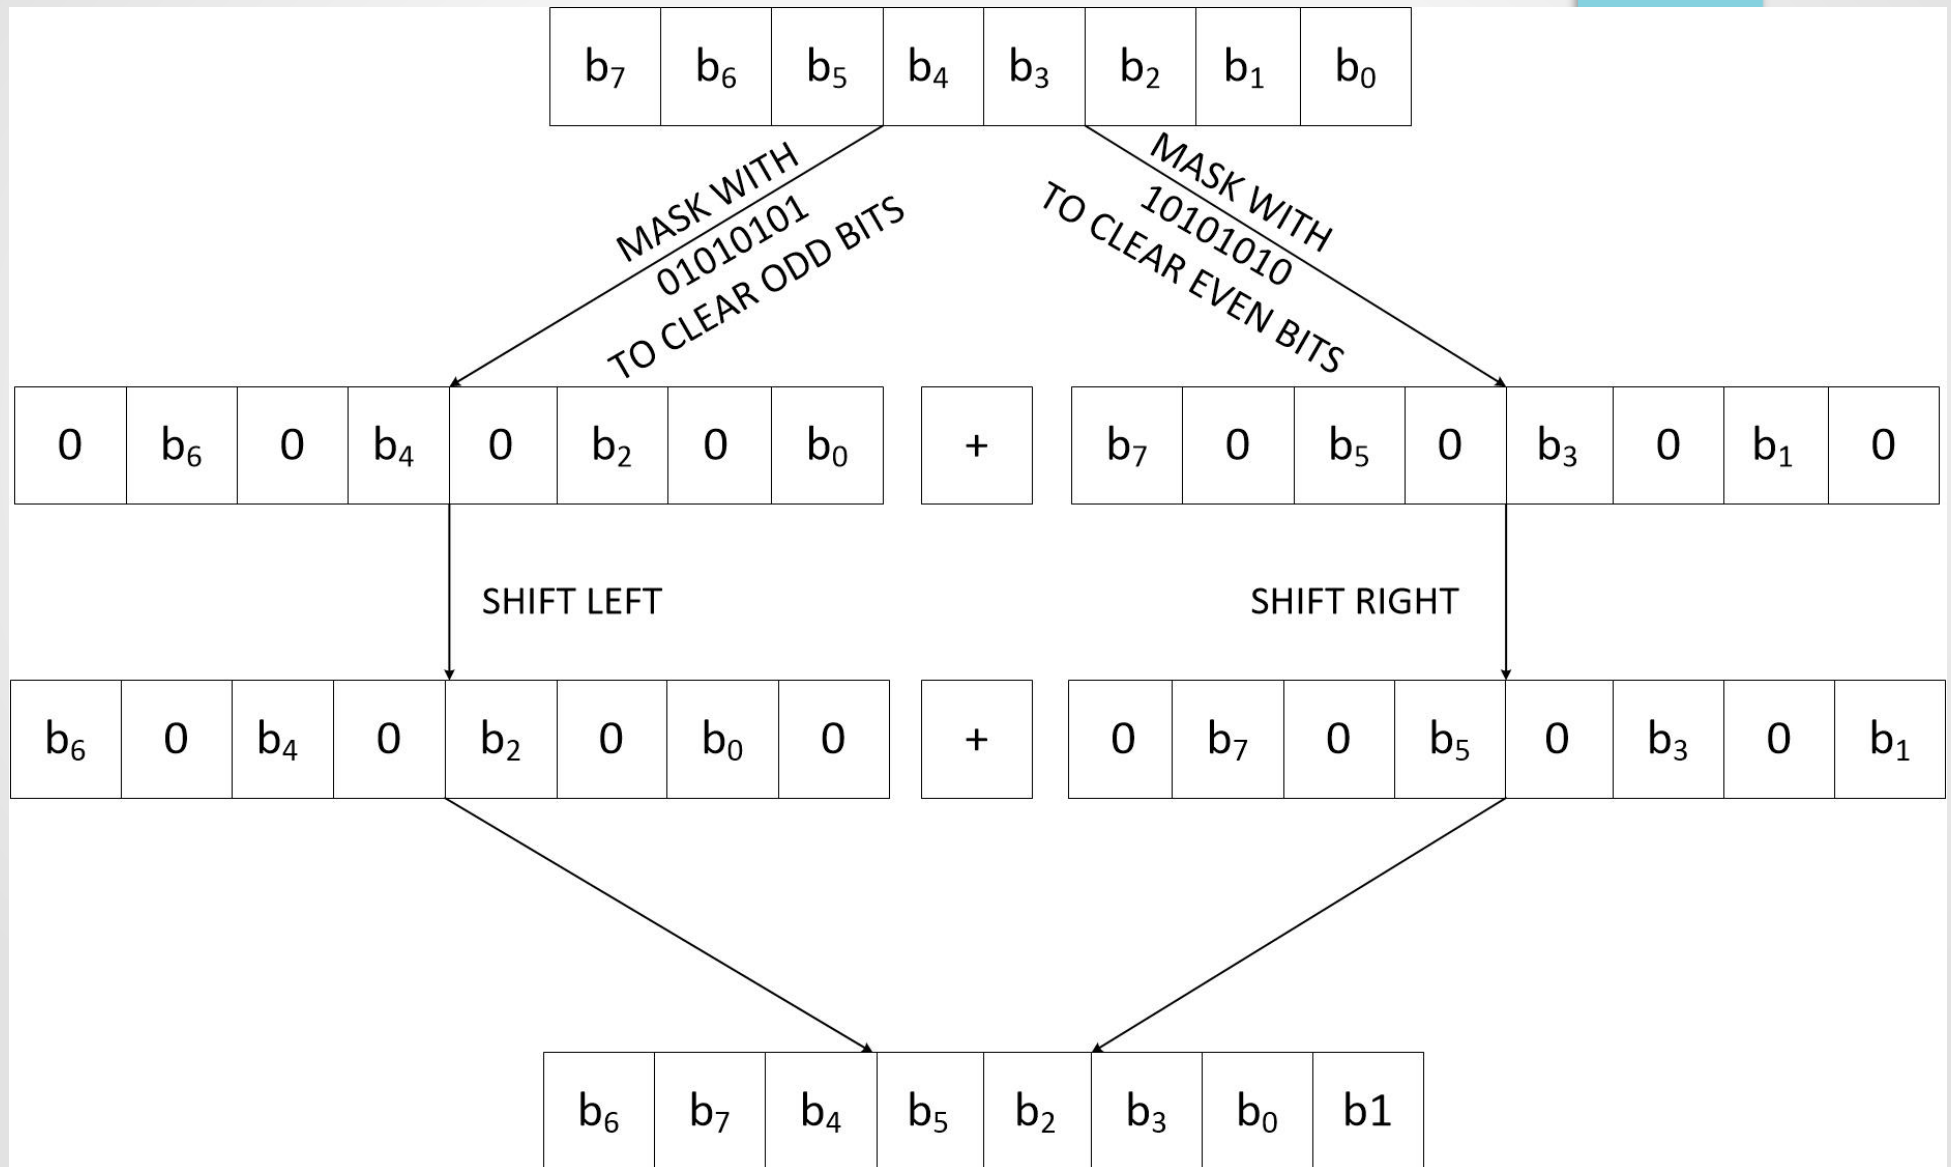 b₇ b₆ b₅ b₄ b₃ b₂ b₁ b₀
MASK WITH
01010101
TO CLEAR ODD BITS
MASK WITH
10101010
TO CLEAR EVEN BITS
0 b₆ 0 b₄ 0 b₂ 0 b₀ + b₇ 0 b₅ 0 b₃ 0 b₁ 0
SHIFT LEFT
SHIFT RIGHT
b₆ 0 b₄ 0 b₂ 0 b₀ 0 + 0 b₇ 0 b₅ 0 b₃ 0 b₁
b₆ b₇ b₄ b₅ b₂ b₃ b₀ b1